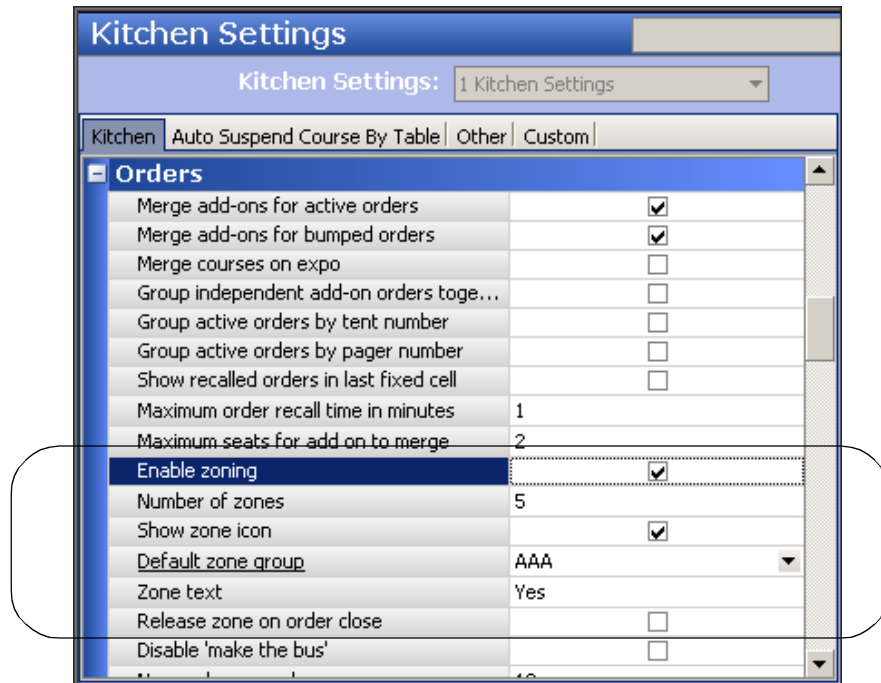 Kitchen Settings
Kitchen Settings: 1 Kitchen Settings
Kitchen Auto Suspend Course By Table Other Custom
Orders
Merge add-ons for active orders
Merge add-ons for bumped orders
Merge courses on expo
Group independent add-on orders toge...
Group active orders by tent number
Group active orders by pager number
Show recalled orders in last fixed cell
Maximum order recall time in minutes 1
Maximum seats for add on to merge 2
Enable zoning
Number of zones 5
Show zone icon
Default zone group AAA
Zone text Yes
Release zone on order close
Disable 'make the bus'